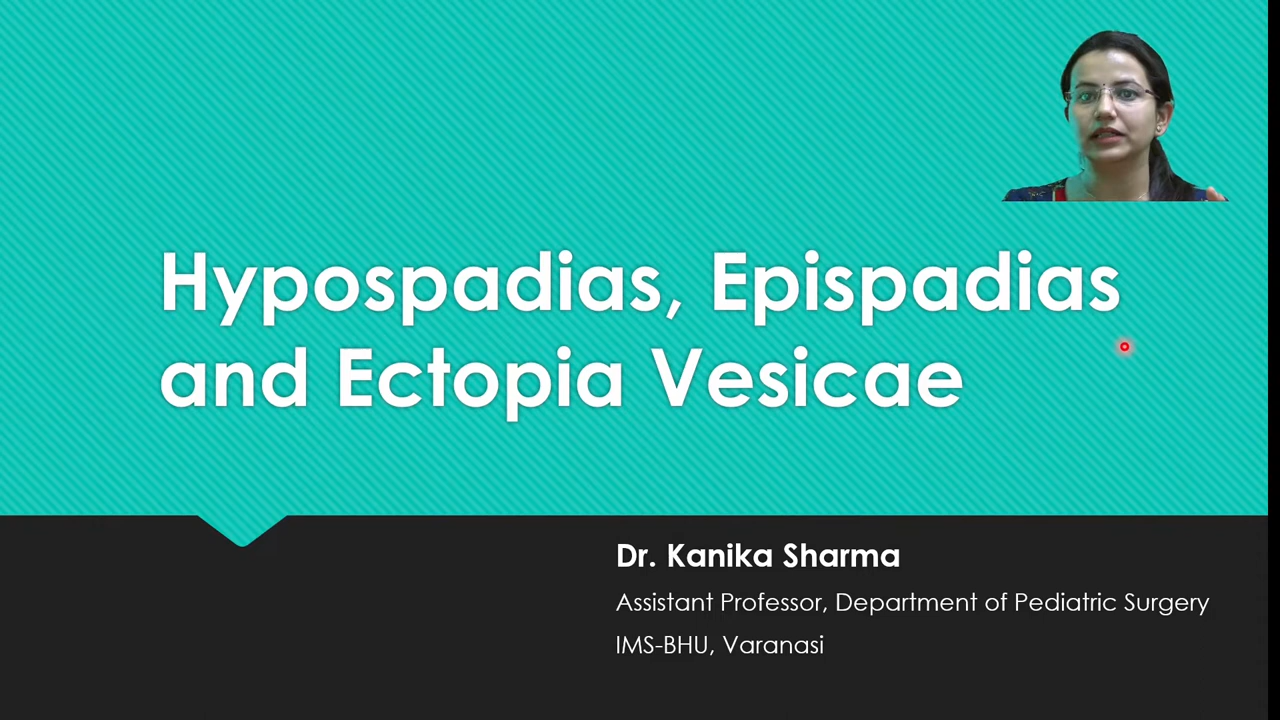 Hypospadias, Epispadias
and Ectopia Vesicae
Dr. Kanika Sharma
Assistant Professor, Department of Pediatric Surgery
IMS-BHU, Varanasi